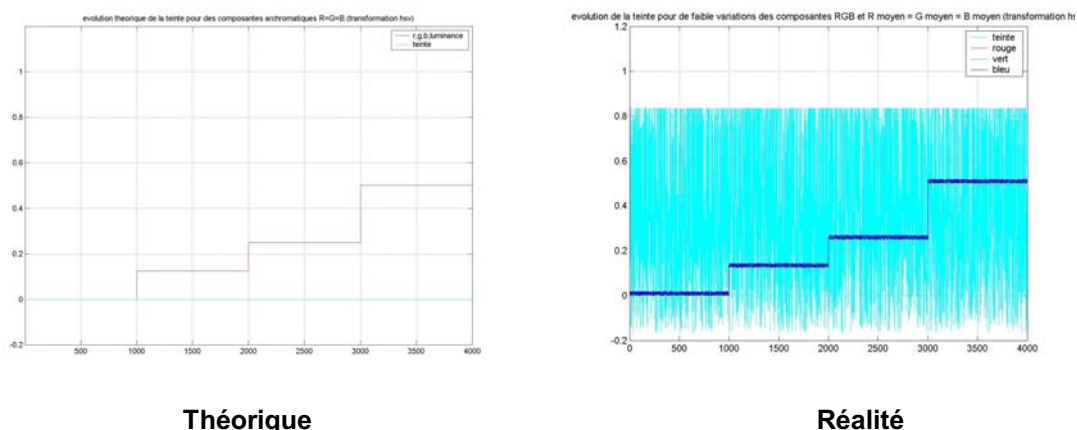 evolution theorique de la teinte pour des composantes archromatiques R=G=B (transformation hsv)
r,g,b,luminance
teinte
1
0.8
0.6
0.4
0.2
0
-0.2
500 1000 1500 2000 2500 3000 3500 4000
Théorique
evolution de la teinte pour de faible variations des composantes RGB et R moyen = G moyen = B moyen (transformation hs
teinte
rouge
vert
bleu
1.2
1
0.8
0.6
0.4
0.2
0
-0.2
0 500 1000 1500 2000 2500 3000 3500 4000
Réalité